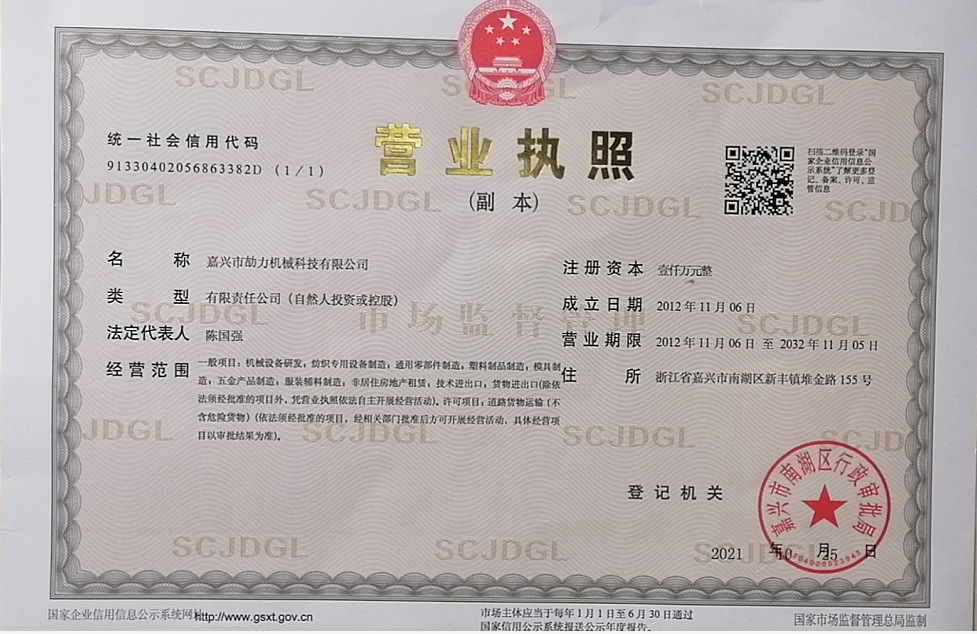 统一社会信用代码
91330402056863382D (1/1)
营业执照
(副本)
扫描二维码登录“国
家企业信用信息公
示系统”了解更多登
记、备案、许可、监
管信息
名称 嘉兴市劼力机械科技有限公司
类型 有限责任公司（自然人投资或控股）
法定代表人 陈国强
经营范围 一般项目：机械设备研发；纺织专用设备制造；通用零部件制造；塑料制品制造；模具制
造；五金产品制造；服装辅料制造；非居住房地产租赁；技术进出口；货物进出口(除依
法须经批准的项目外，凭营业执照依法自主开展经营活动)。许可项目：道路货物运输（不
含危险货物）(依法须经批准的项目，经相关部门批准后方可开展经营活动，具体经营项
目以审批结果为准)。
注册资本 壹仟万元整
成立日期 2012年11月06日
营业期限 2012年11月06日 至 2032年11月05日
住所 浙江省嘉兴市南湖区新丰镇堆金路155号
市场监督管理
SCJDGL
登记机关
嘉兴市南湖区行政审批局
2021 年 月25日
国家企业信用信息公示系统网址http://www.gsxt.gov.cn
市场主体应当于每年1月1日至6月30日通过
国家信用公示系统报送公示年度报告。
国家市场监督管理总局监制